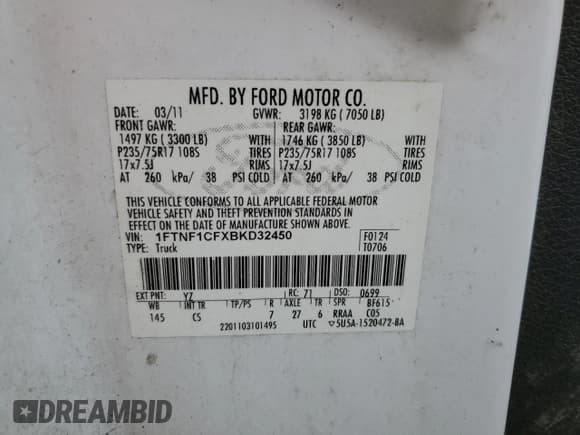 MFD. BY FORD MOTOR CO.
DATE: 03/11 GVWR: 3198 KG ( 7050 LB)
FRONT GAWR: REAR GAWR:
1497 KG ( 3300 LB) WITH 1746 KG ( 3850 LB) WITH
P235/75R17 108S TIRES P235/75R17 108S TIRES
17x7.5J RIMS 17x7.5J RIMS
AT 260 kPa/ 38 PSI COLD AT 260 kPa/ 38 PSI COLD
THIS VEHICLE CONFORMS TO ALL APPLICABLE FEDERAL MOTOR
VEHICLE SAFETY AND THEFT PREVENTION STANDARDS IN
EFFECT ON THE DATE OF MANUFACTURE SHOWN ABOVE.
VIN: 1FTNF1CFXBKD32450 F0124
TYPE: Truck T0706
EXT PNT: YZ RC: 71 DSO: 0699
WB INT TR TP/PS R AXLE TR SPR BF615
145 CS 7 27 6 RRAA C05
2201103101495 UTC ▽5U5A-1520472-BA
DREAMBID